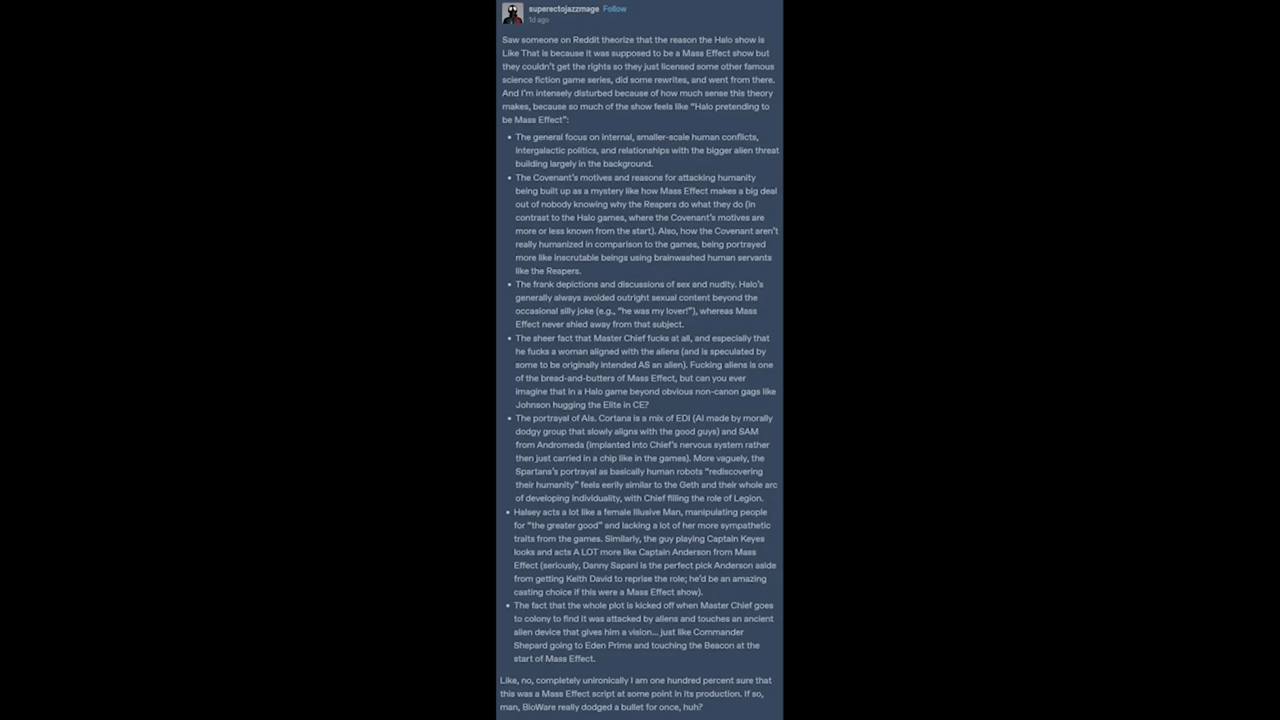 superectojazzmage Follow
1d ago
Saw someone on Reddit theorize that the reason the Halo show is
Like That is because it was supposed to be a Mass Effect show but
they couldn't get the rights so they just licensed some other famous
science fiction game series, did some rewrites, and went from there.
And I'm intensely disturbed because of how much sense this theory
makes, because so much of the show feels like "Halo pretending to
be Mass Effect":
• The general focus on internal, smaller-scale human conflicts,
intergalactic politics, and relationships with the bigger alien threat
building largely in the background.
• The Covenant's motives and reasons for attacking humanity
being built up as a mystery like how Mass Effect makes a big deal
out of nobody knowing why the Reapers do what they do (in
contrast to the Halo games, where the Covenant's motives are
more or less known from the start). Also, how the Covenant aren't
really humanized in comparison to the games, being portrayed
more like inscrutable beings using brainwashed human servants
like the Reapers.
• The frank depictions and discussions of sex and nudity. Halo's
generally always avoided outright sexual content beyond the
occasional silly joke (e.g., "he was my lover!"), whereas Mass
Effect never shied away from that subject.
• The sheer fact that Master Chief fucks at all, and especially that
he fucks a woman aligned with the aliens (and is speculated by
some to be originally intended AS an alien). Fucking aliens is one
of the bread-and-butters of Mass Effect, but can you ever
imagine that in a Halo game beyond obvious non-canon gags like
Johnson hugging the Elite in CE?
• The portrayal of AIs. Cortana is a mix of EDI (AI made by morally
dodgy group that slowly aligns with the good guys) and SAM
from Andromeda (implanted into Chief's nervous system rather
then just carried in a chip like in the games). More vaguely, the
Spartans's portrayal as basically human robots "rediscovering
their humanity" feels eerily similar to the Geth and their whole arc
of developing individuality, with Chief filling the role of Legion.
• Halsey acts a lot like a female Illusive Man, manipulating people
for "the greater good" and lacking a lot of her more sympathetic
traits from the games. Similarly, the guy playing Captain Keyes
looks and acts A LOT more like Captain Anderson from Mass
Effect (seriously, Danny Sapani is the perfect pick Anderson aside
from getting Keith David to reprise the role; he'd be an amazing
casting choice if this were a Mass Effect show).
• The fact that the whole plot is kicked off when Master Chief goes
to colony to find it was attacked by aliens and touches an ancient
alien device that gives him a vision... just like Commander
Shepard going to Eden Prime and touching the Beacon at the
start of Mass Effect.
Like, no, completely unironically I am one hundred percent sure that
this was a Mass Effect script at some point in its production. If so,
man, BioWare really dodged a bullet for once, huh?